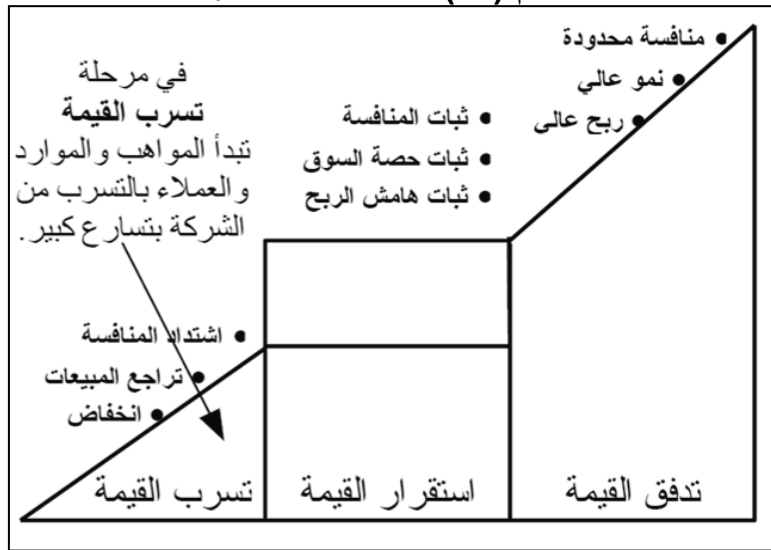 منافسة محدودة
نمو عالي
ربح عالى
ثبات المنافسة
ثبات حصة السوق
ثبات هامش الربح
في مرحلة
تسرب القيمة
تبدأ المواهب والموارد
والعملاء بالتسرب من
الشركة بتسارع كبير.
اشتداد المنافسة
تراجع المبيعات
انخفاض
تدفق القيمة
استقرار القيمة
تسرب القيمة